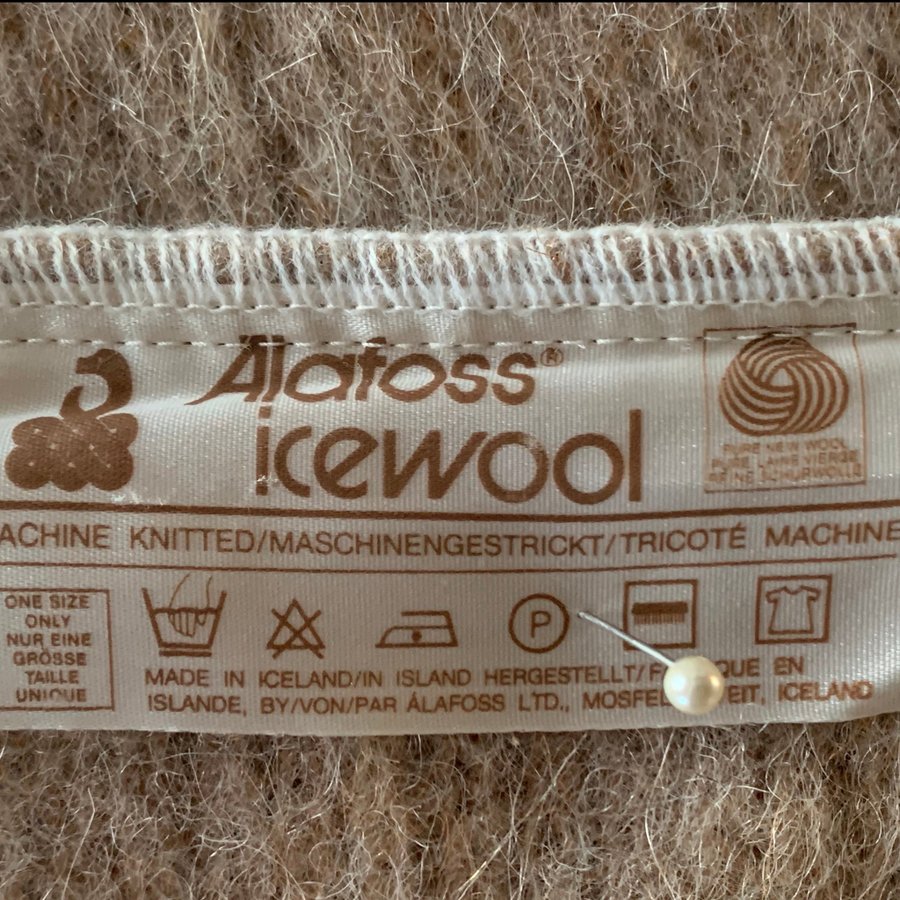 Álafoss®
icewool
PURE NEW WOOL
PURE LAINE VIERGE
REINE SCHURWOLLE
ACHINE KNITTED/MASCHINENGESTRICKT/TRICOTÉ MACHINE
ONE SIZE
ONLY
NUR EINE
GRÖSSE
TAILLE
UNIQUE
P
MADE IN ICELAND/IN ISLAND HERGESTELLT/F QUE EN
ISLANDE, BY/VON/PAR ÁLAFOSS LTD., MOSFEL EIT, ICELAND